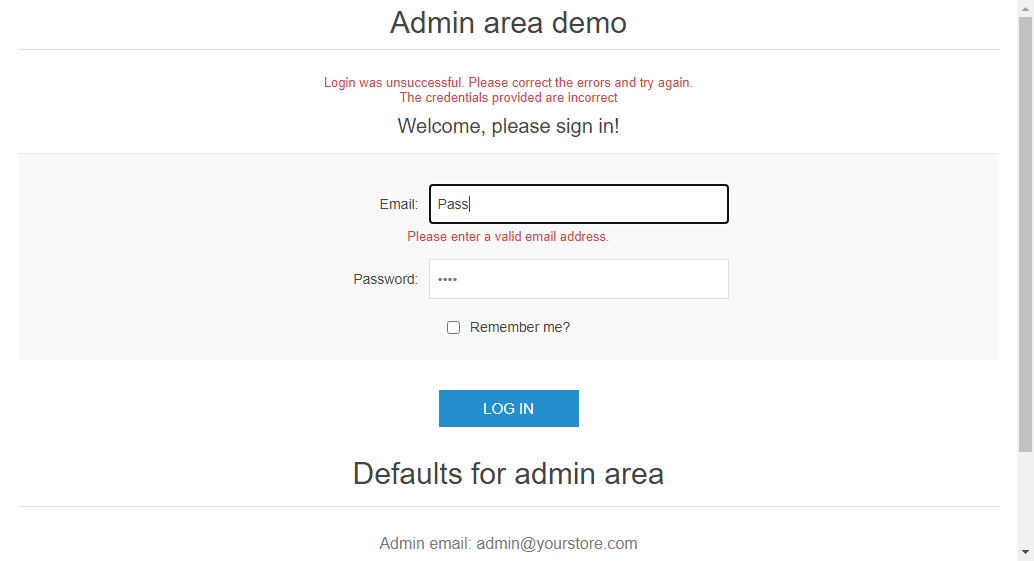 Admin area demo
Login was unsuccessful. Please correct the errors and try again.
The credentials provided are incorrect
Welcome, please sign in!
Email: Pass
Please enter a valid email address.
Password: ••••
Remember me?
LOG IN
Defaults for admin area
Admin email: admin@yourstore.com